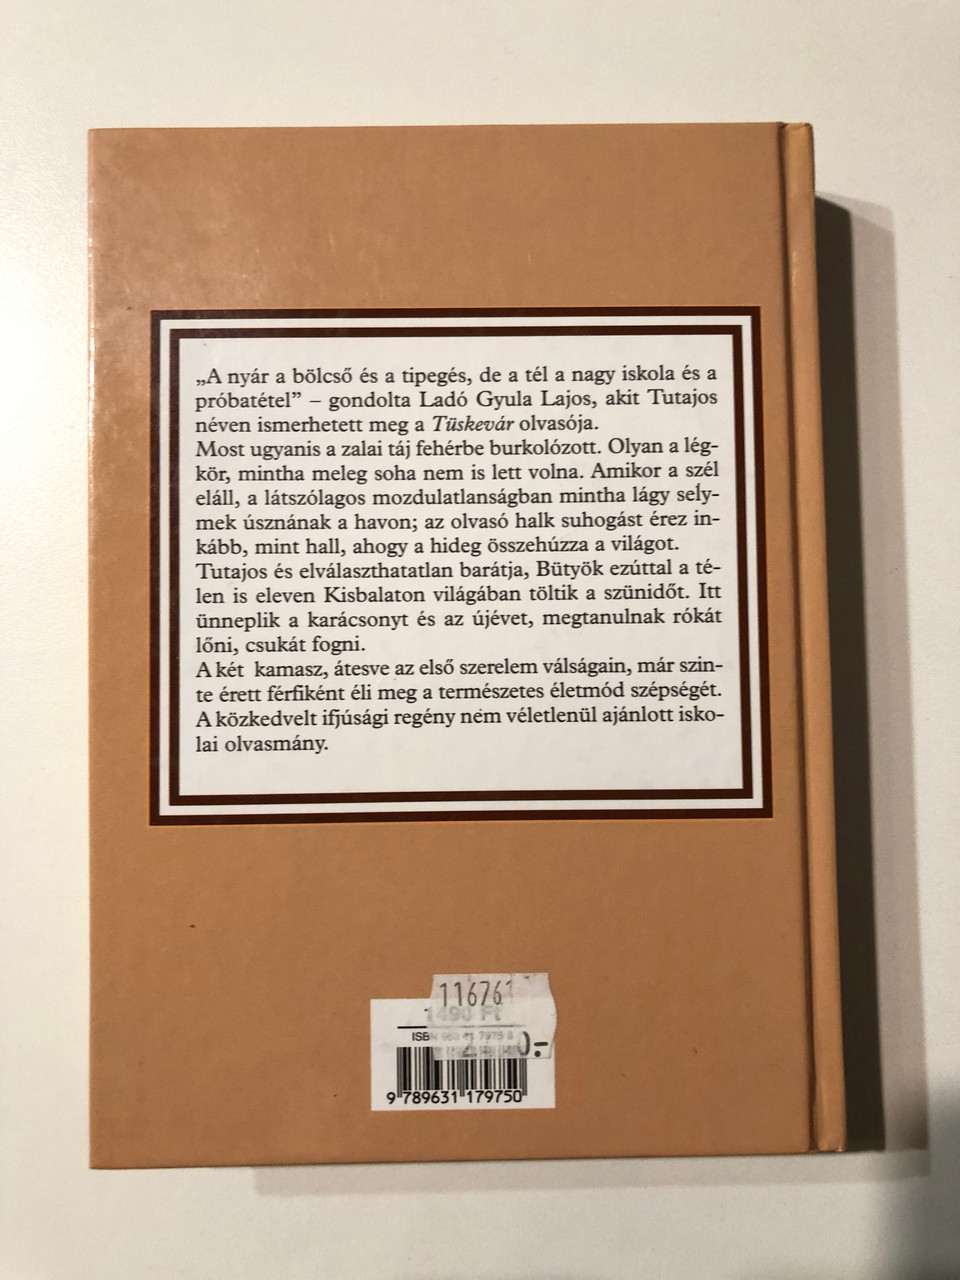 „A nyár a bölcső és a tipegés, de a tél a nagy iskola és a
próbatétel” – gondolta Ladó Gyula Lajos, akit Tutajos
néven ismerhetett meg a Tüskevár olvasója.
Most ugyanis a zalai táj fehérbe burkolózott. Olyan a lég-
kör, mintha meleg soha nem is lett volna. Amikor a szél
eláll, a látszólagos mozdulatlanságban mintha lágy sely-
mek úsznának a havon; az olvasó halk suhogást érez in-
kább, mint hall, ahogy a hideg összehúzza a világot.
Tutajos és elválaszthatatlan barátja, Bütyök ezúttal a té-
len is eleven Kisbalaton világában töltik a szünidőt. Itt
ünneplik a karácsonyt és az újévet, megtanulnak rókát
lőni, csukát fogni.
A két kamasz, átesve az első szerelem válságain, már szin-
te érett férfiként éli meg a természetes életmód szépségét.
A közkedvelt ifjúsági regény nem véletlenül ajánlott isko-
lai olvasmány.
116761
1490 Ft
ISBN
9 789631 179750